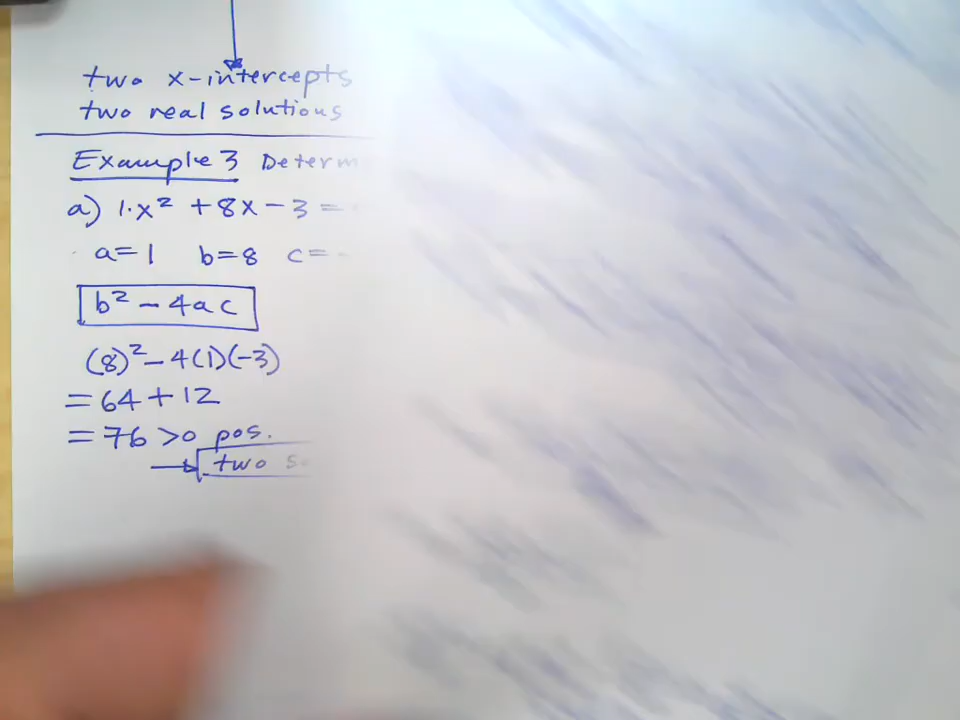 two x-intercepts
two real solutions
Example 3
a) 1·x² + 8x - 3 =
a=1 b=8 c=-
b² - 4ac
(8)² - 4(1)(-3)
= 64 + 12
= 76 >0 pos.
→ two